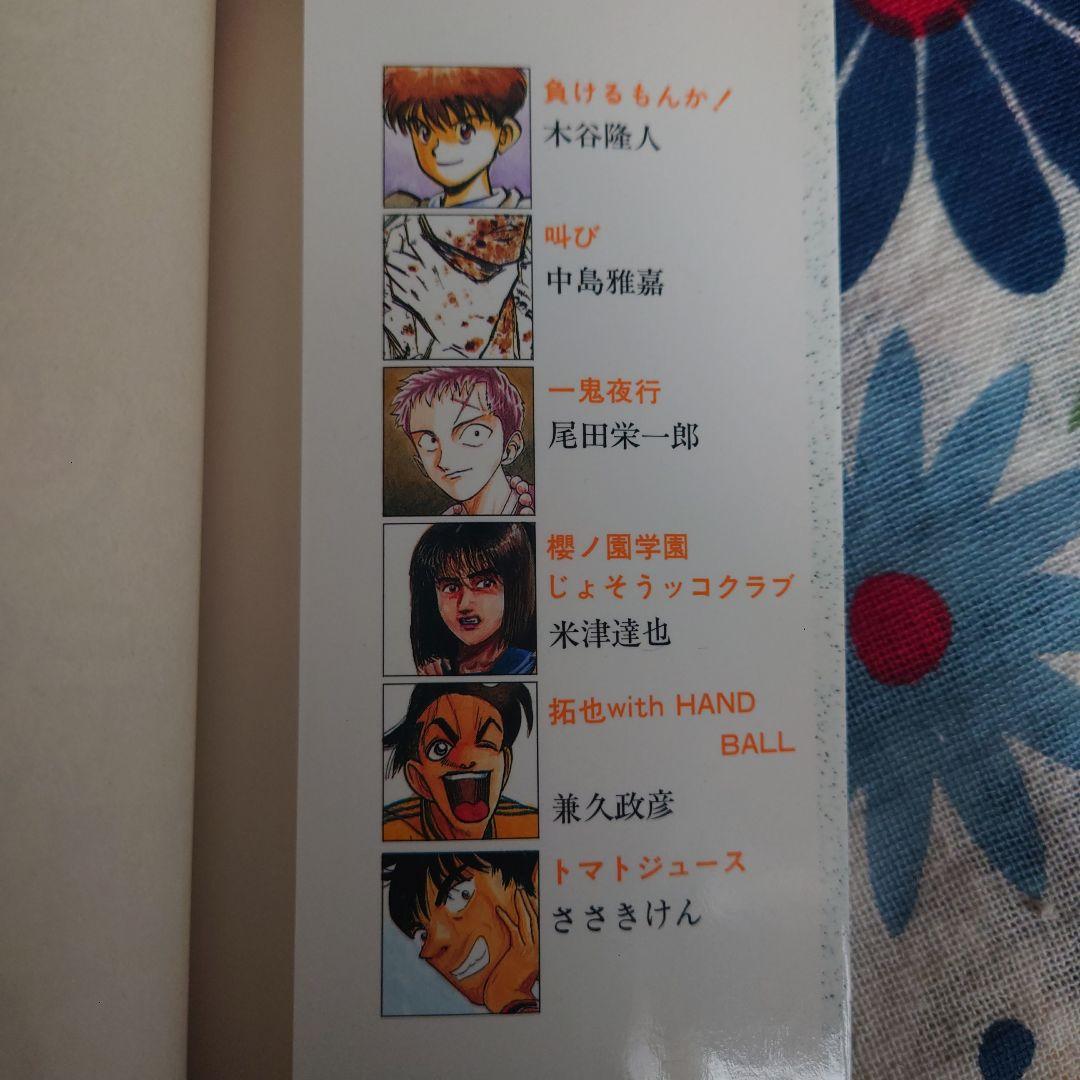 負けるもんか!
木谷隆人
叫び
中島雅嘉
一鬼夜行
尾田栄一郎
櫻ノ園学園
じょそうッコクラブ
米津達也
拓也with HAND
BALL
兼久政彦
トマトジュース
ささきけん